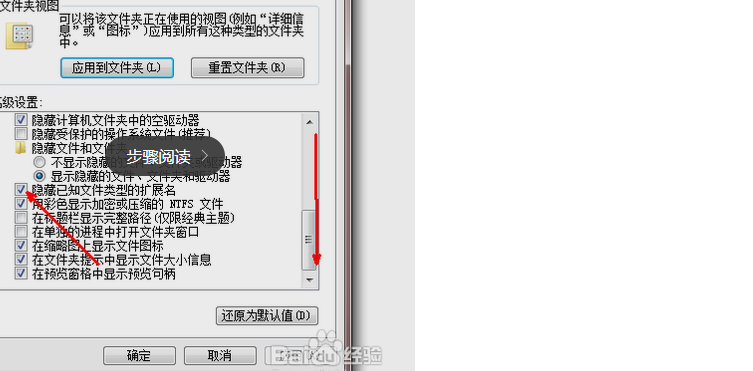 文件夹视图
可以将该文件夹正在使用的视图(例如“详细信
息”或“图标”)应用到所有这种类型的文件夹
中。
应用到文件夹(L)
重置文件夹(R)
高级设置:
隐藏计算机文件夹中的空驱动器
隐藏受保护的操作系统文件(推荐)
隐藏文件和文件夹
步骤阅读
不显示隐藏的 驱动器
显示隐藏的文件、文件夹和驱动器
隐藏已知文件类型的扩展名
用彩色显示加密或压缩的 NTFS 文件
在标题栏显示完整路径(仅限经典主题)
在单独的进程中打开文件夹窗口
在缩略图上显示文件图标
在文件夹提示中显示文件大小信息
在预览窗格中显示预览句柄
还原为默认值(D)
确定
取消
Baidu经验